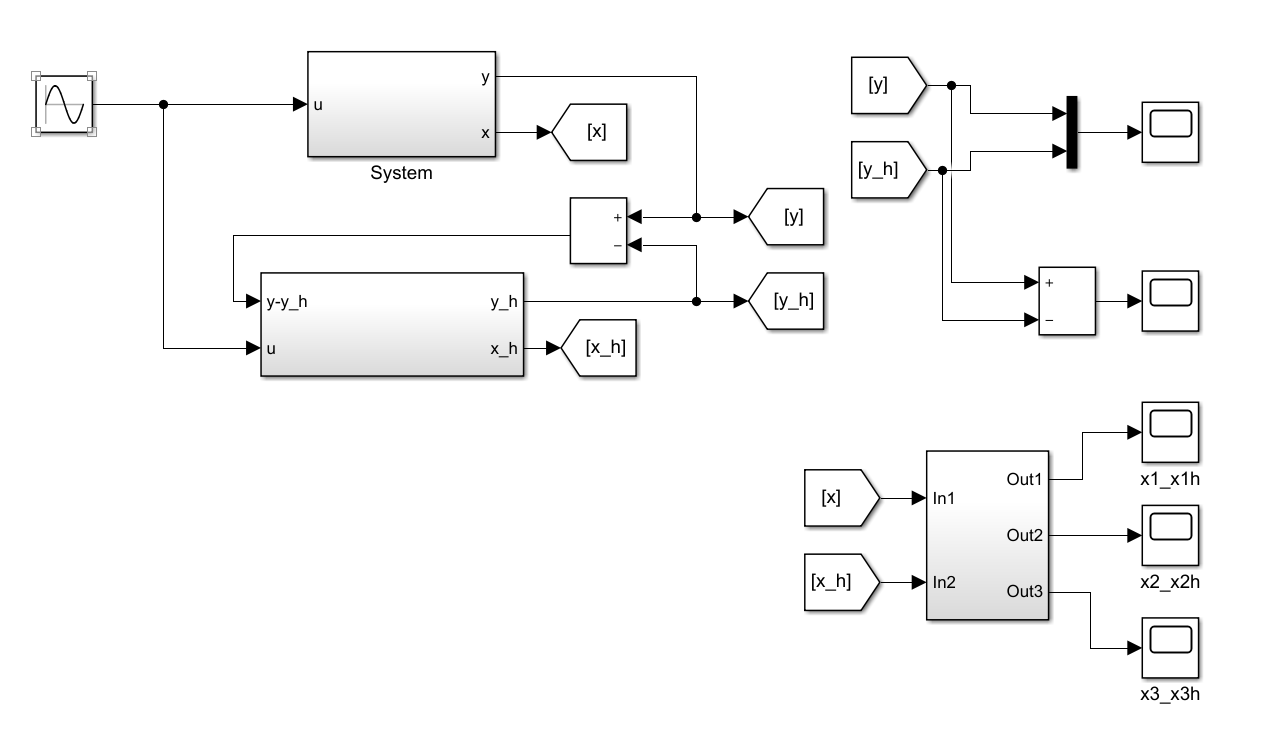 u
y
x
System
[x]
+
−
[y]
y-y_h
u
y_h
x_h
[y_h]
[x_h]
[y]
[y_h]
+
−
[x]
[x_h]
In1
In2
Out1
Out2
Out3
x1_x1h
x2_x2h
x3_x3h